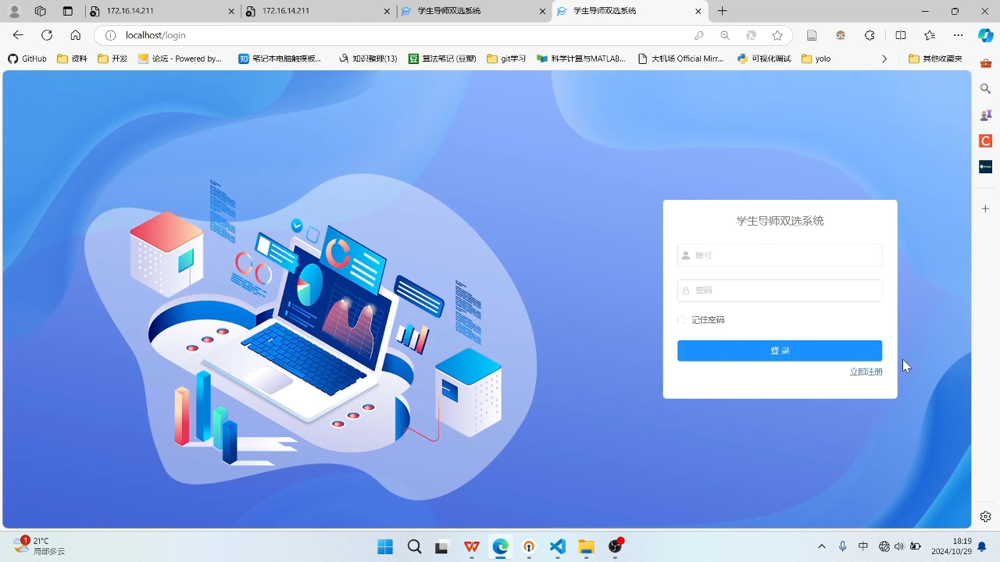 172.16.14.211
172.16.14.211
学生导师双选系统
学生导师双选系统
localhost/login
GitHub
资料
开发
论坛 - Powered by...
笔记本电脑触摸板...
知识整理(13)
算法笔记 (豆瓣)
git学习
科学计算与MATLAB...
大机场 Official Mirr...
可视化调试
yolo
其他收藏夹
学生导师双选系统
账号
密码
记住密码
登 录
立即注册
1
21°C
局部多云
中
18:19
2024/10/29